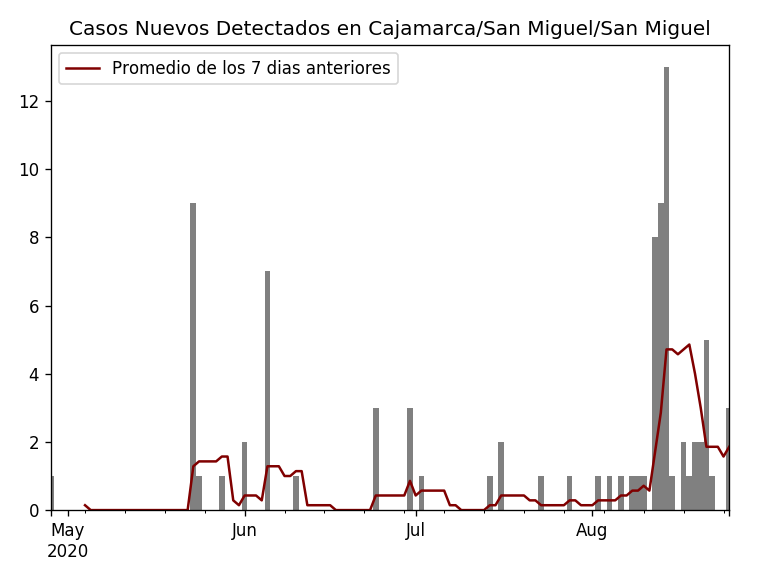 Casos Nuevos Detectados en Cajamarca/San Miguel/San Miguel
Promedio de los 7 dias anteriores
12
10
8
6
4
2
0
May Jun Jul Aug
2020